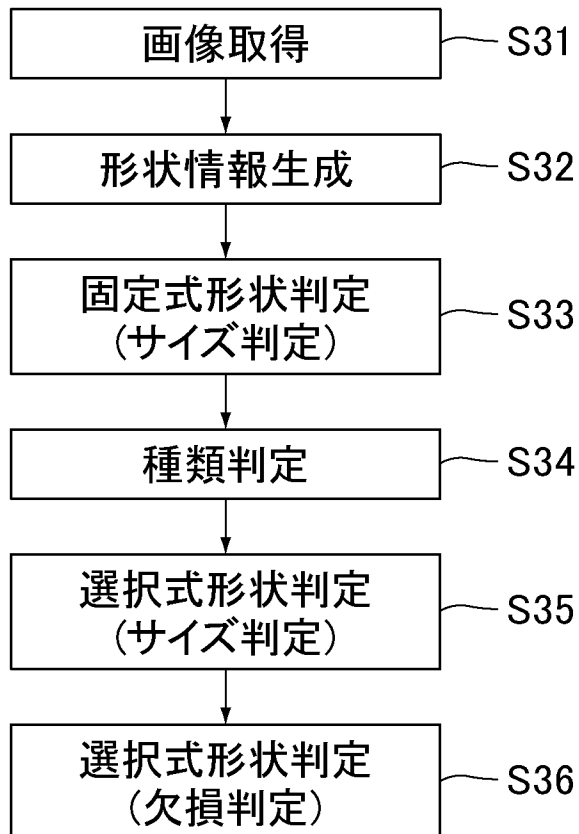 画像取得
S31
形状情報生成
S32
固定式形状判定
(サイズ判定)
S33
種類判定
S34
選択式形状判定
(サイズ判定)
S35
選択式形状判定
(欠損判定)
S36